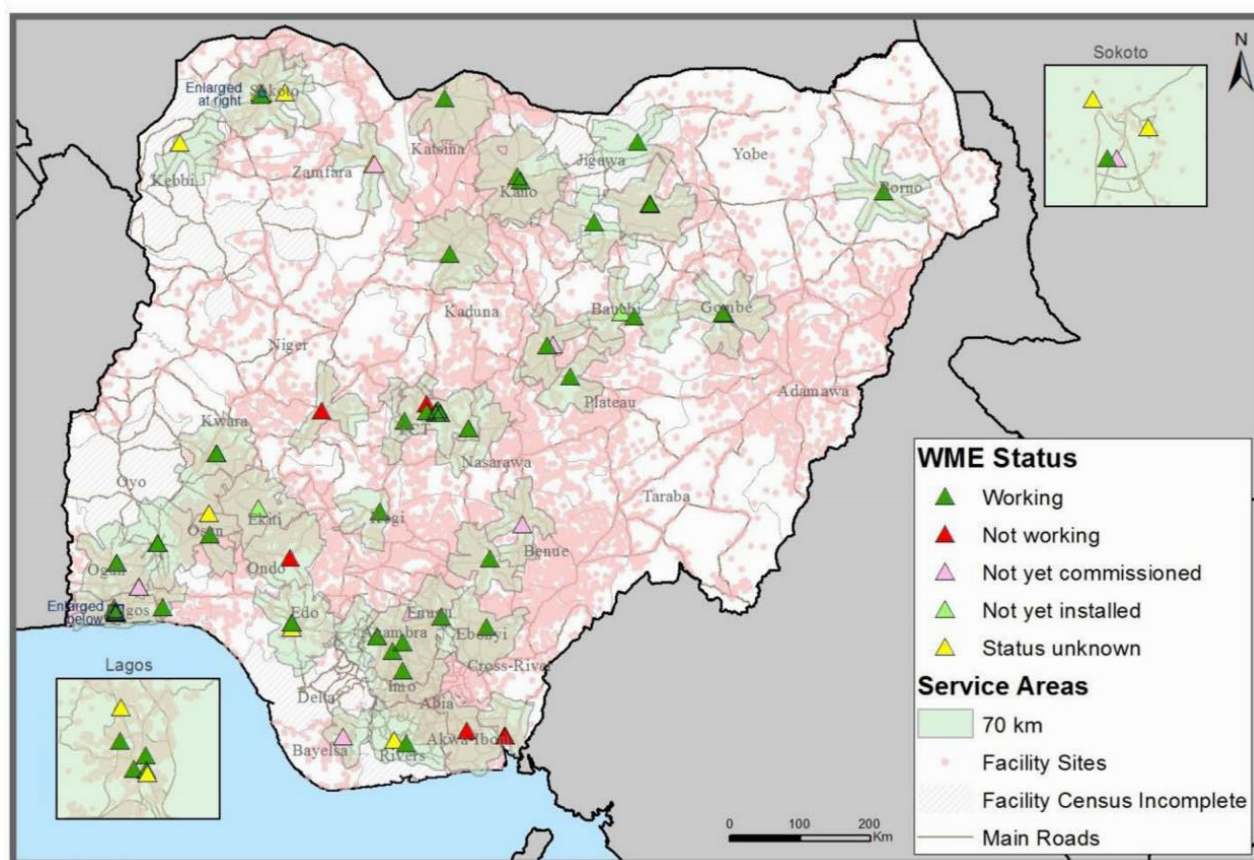 Sokoto
N
Enlarged
at right
Sokoto
Katsina
Jigawa
Yobe
Kebbi
Zamfara
Kano
Borno
Kaduna
Bauchi
Gombe
Niger
Plateau
Adamawa
Kwara
FCT
Nasarawa
Oyo
Taraba
Osun
Ekiti
Kogi
Benue
Ogun
Ondo
Enlarged
below
Lagos
Edo
Enugu
Anambra
Ebonyi
Cross-River
Delta
Imo
Abia
Bayelsa
Rivers
Akwa-Ibom
Lagos
WME Status
Working
Not working
Not yet commissioned
Not yet installed
Status unknown
Service Areas
70 km
Facility Sites
Facility Census Incomplete
Main Roads
0 100 200
Km